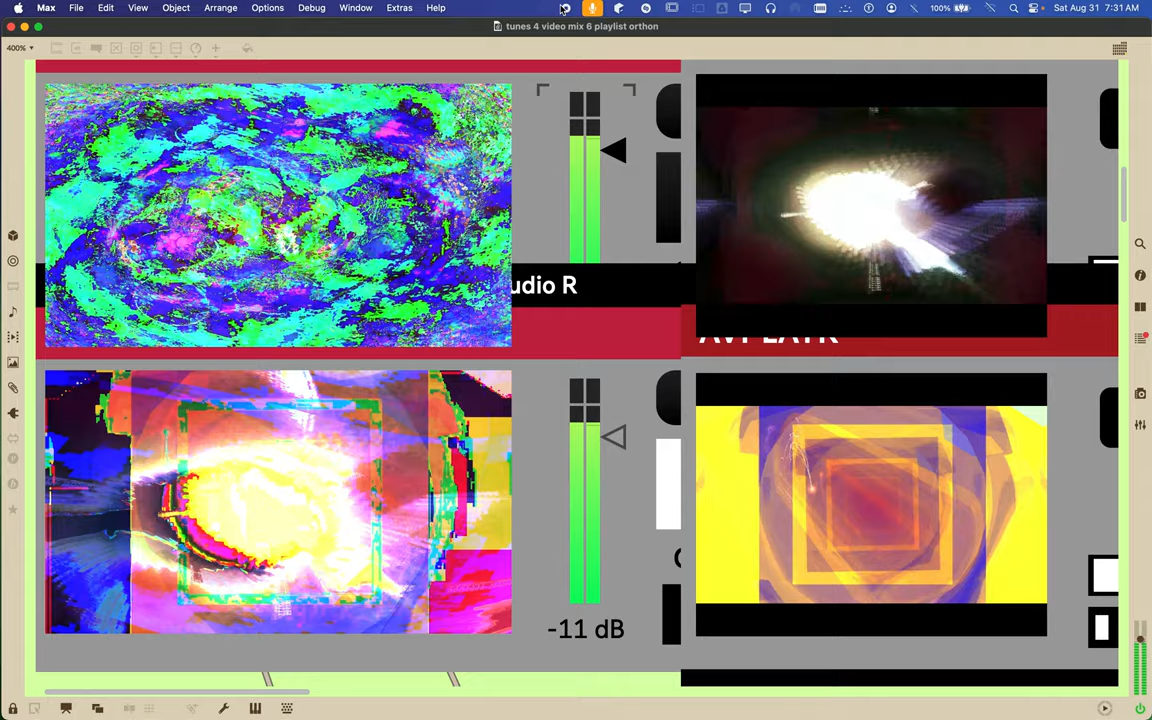 Max File Edit View Object Arrange Options Debug Window Extras Help 100% Sat Aug 31 7:31 AM
tunes 4 video mix 6 playlist orthon
400%
udio R
-11 dB